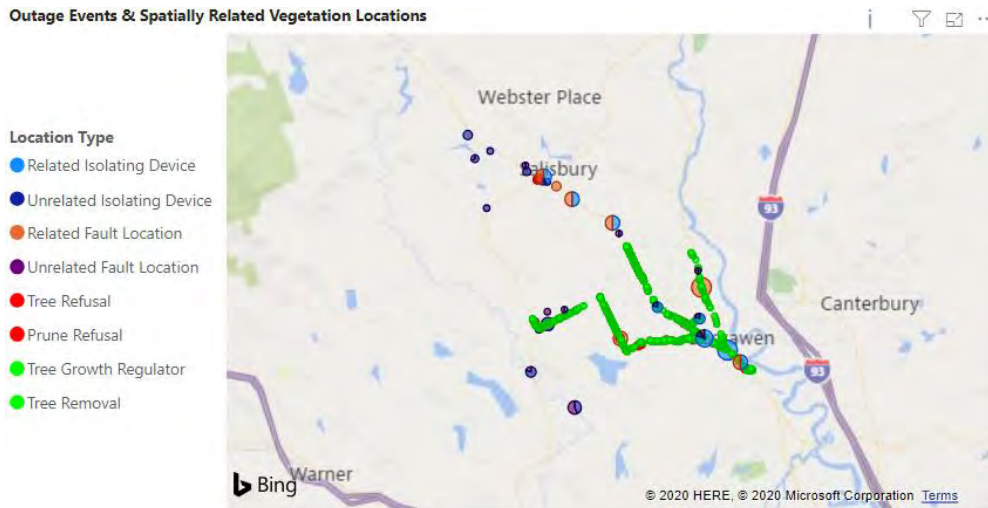 Outage Events & Spatially Related Vegetation Locations
Webster Place
Location Type
Related Isolating Device
Unrelated Isolating Device
Related Fault Location
Unrelated Fault Location
Tree Refusal
Prune Refusal
Tree Growth Regulator
Tree Removal
93
Canterbury
93
Warner
Bing
© 2020 HERE, © 2020 Microsoft Corporation Terms